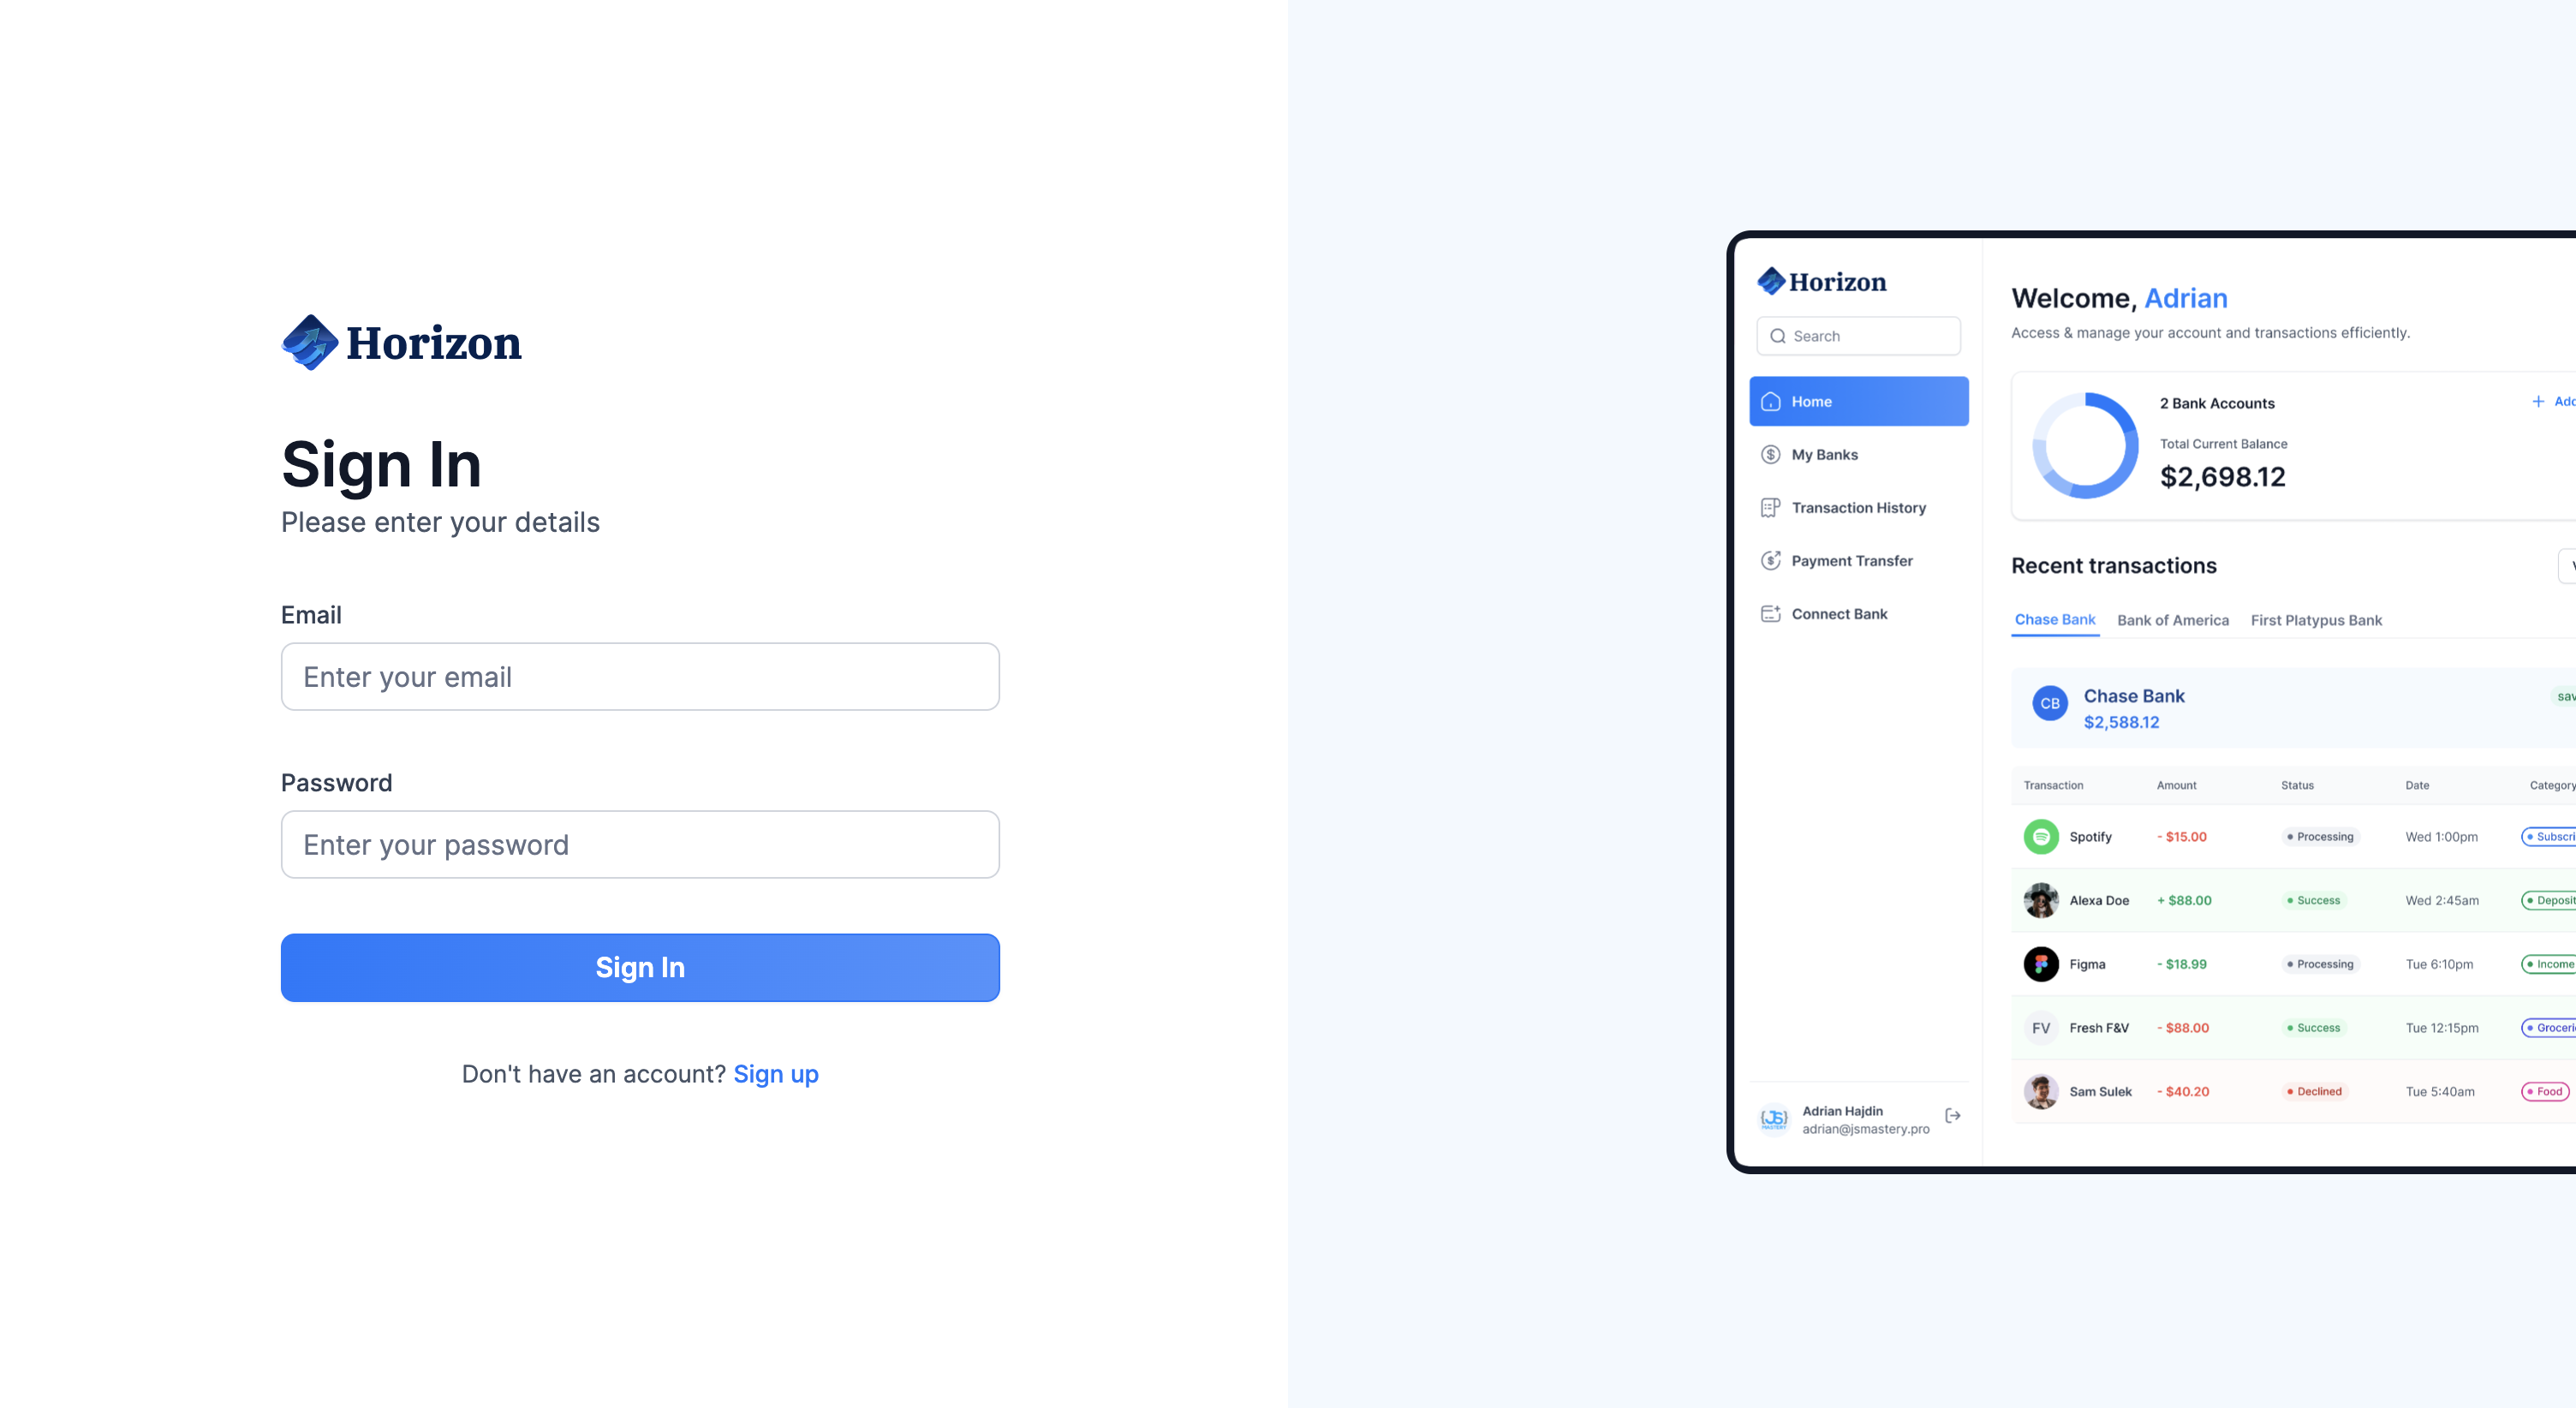 Horizon
Sign In
Please enter your details
Email
Enter your email
Password
Enter your password
Sign In
Don't have an account? Sign up
Horizon
Search
Home
My Banks
Transaction History
Payment Transfer
Connect Bank
JS
MASTERY
Adrian Hajdin
adrian@jsmastery.pro
Welcome, Adrian
Access & manage your account and transactions efficiently.
2 Bank Accounts
Total Current Balance
$2,698.12
Recent transactions
Chase Bank Bank of America First Platypus Bank
CB Chase Bank
$2,588.12
Transaction Amount Status Date Category
Spotify - $15.00 Processing Wed 1:00pm
Alexa Doe + $88.00 Success Wed 2:45am Deposit
Figma - $18.99 Processing Tue 6:10pm Income
FV Fresh F&V - $88.00 Success Tue 12:15pm
Sam Sulek - $40.20 Declined Tue 5:40am Food